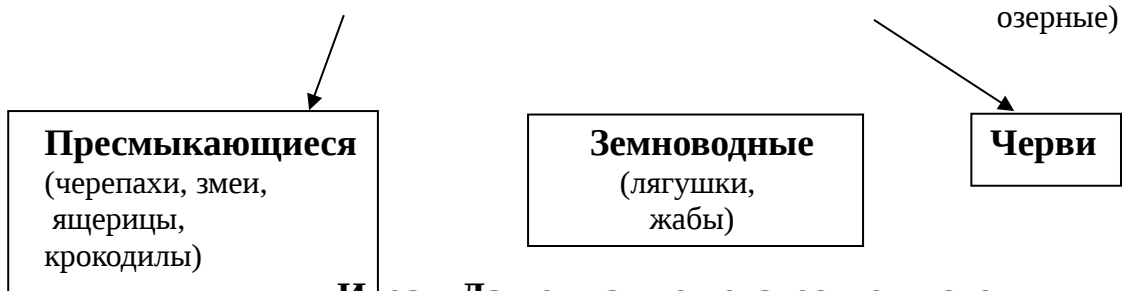 озерные)
Пресмыкающиеся
(черепахи, змеи,
ящерицы,
крокодилы)
Земноводные
(лягушки,
жабы)
Черви